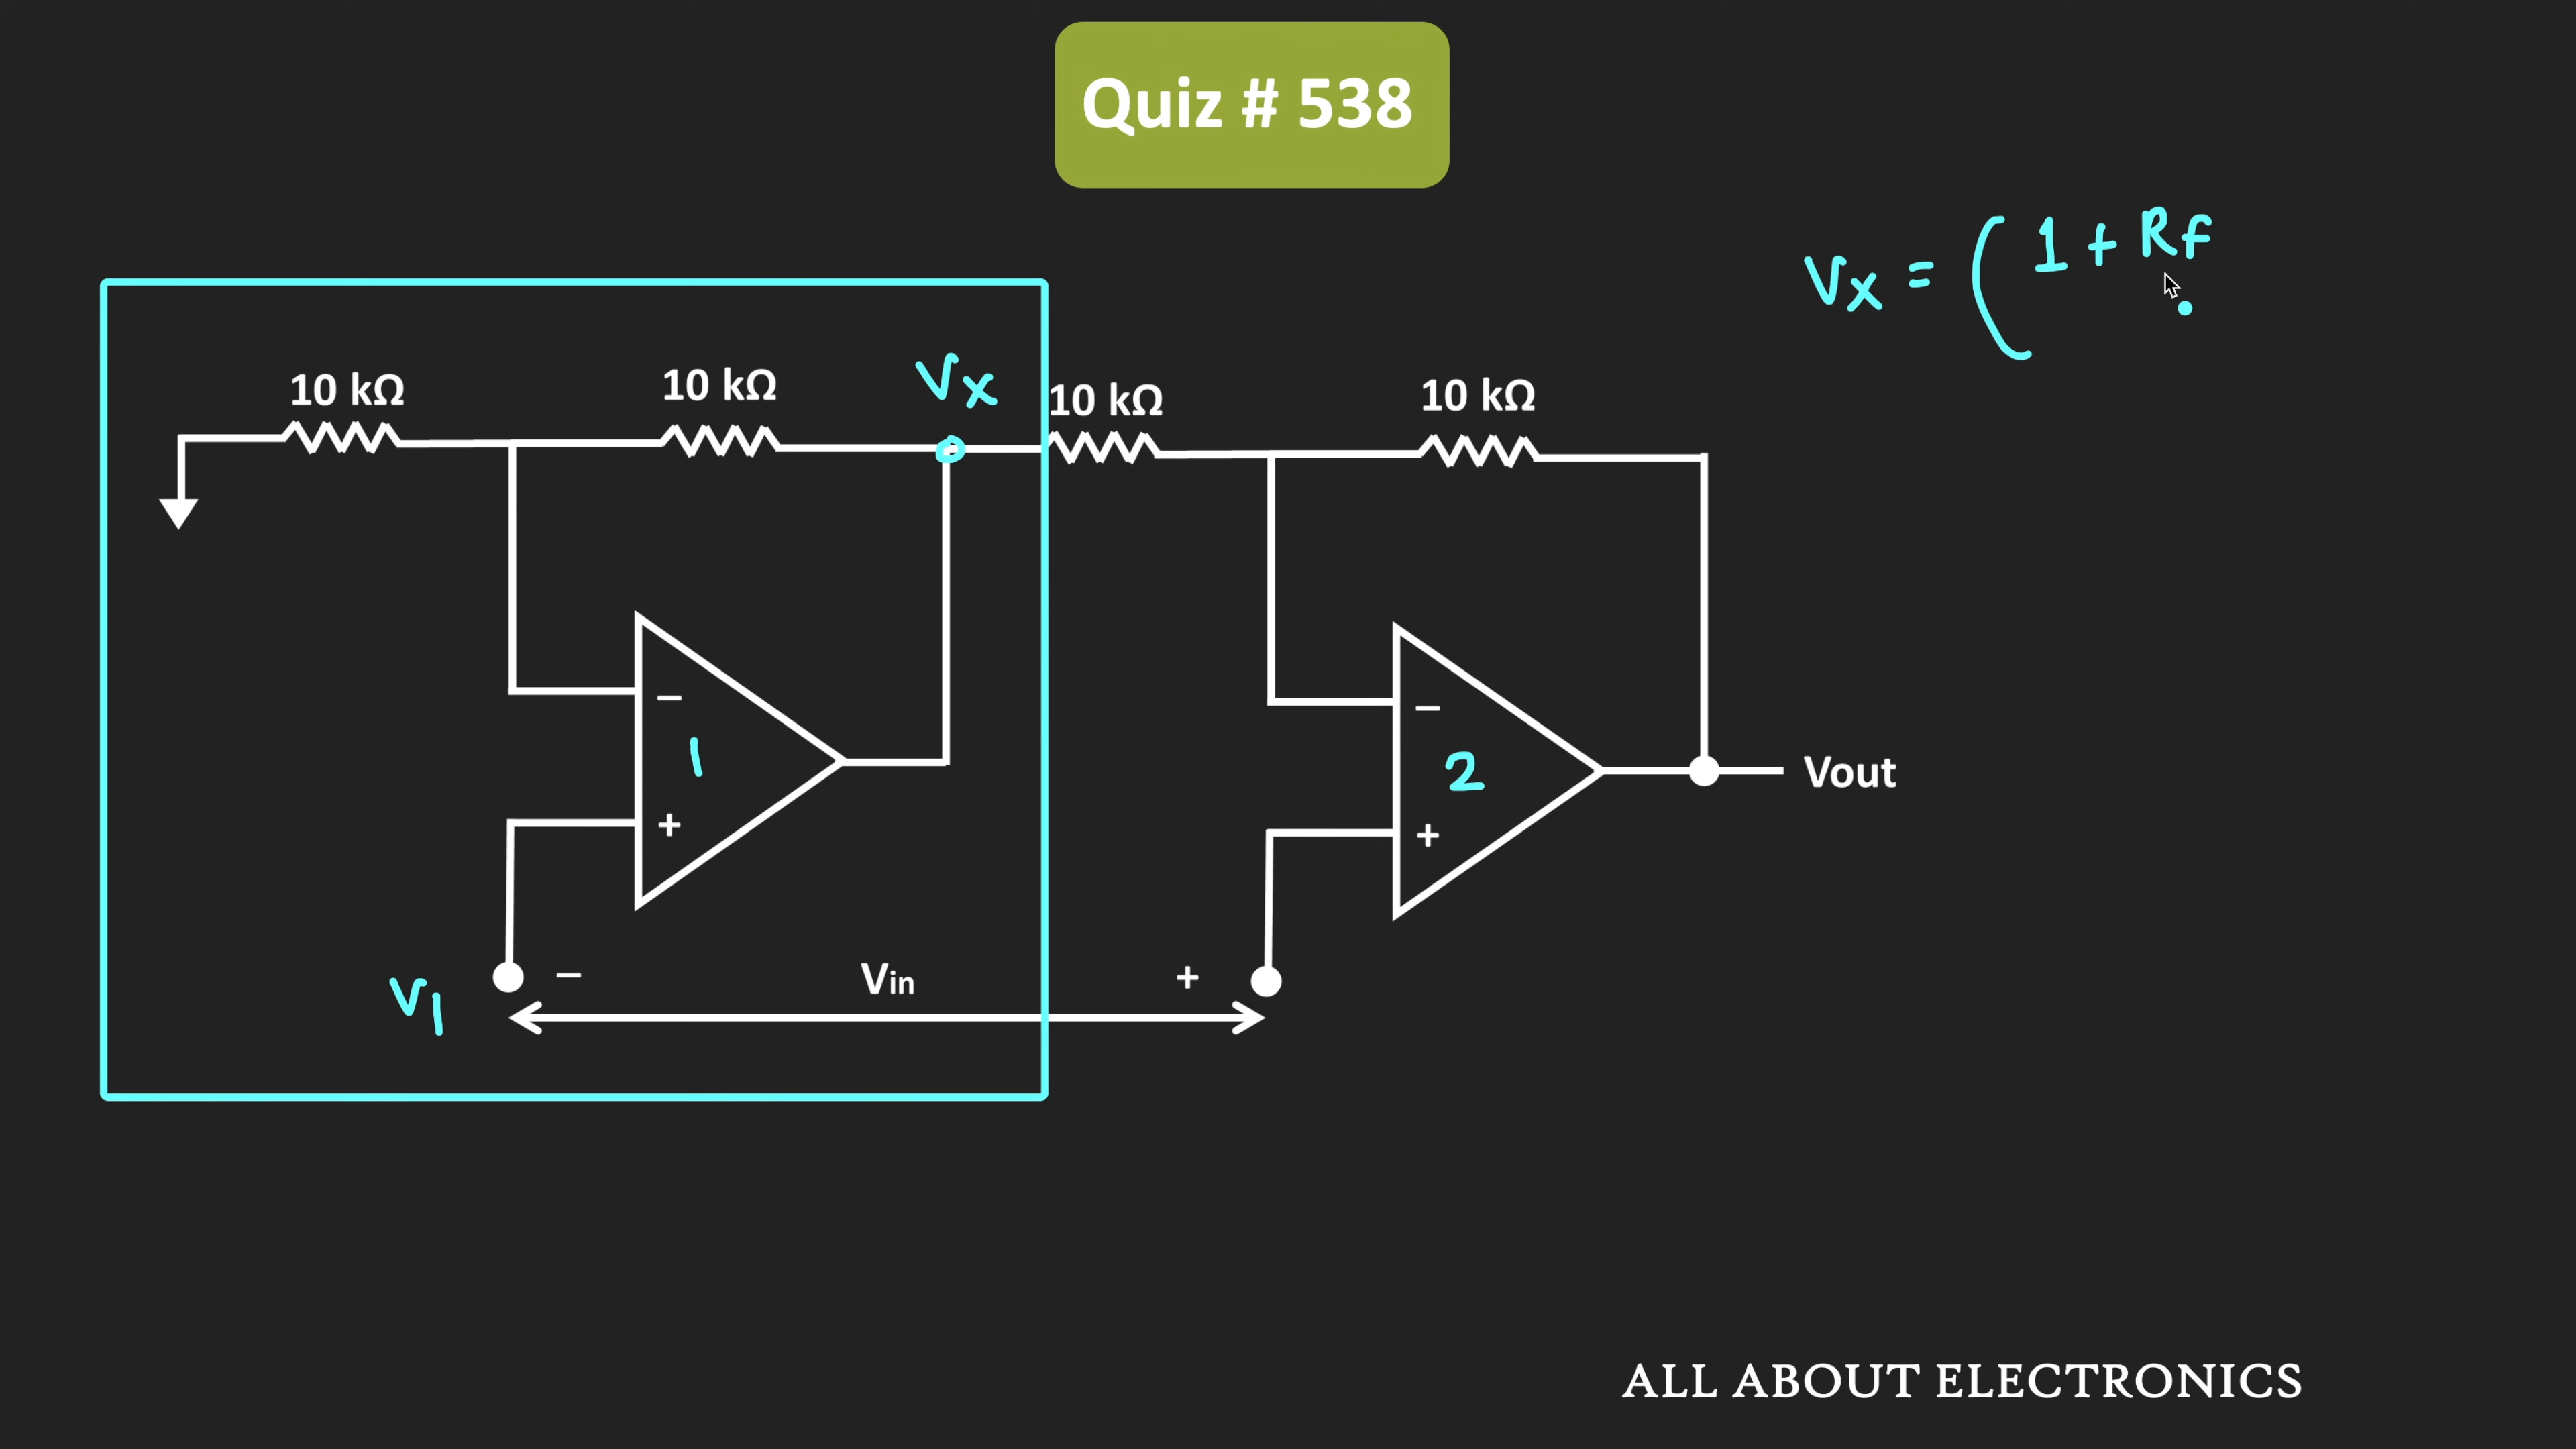 Quiz # 538
Vx = ( 1 + Rf
10 kΩ
10 kΩ
Vx
10 kΩ
10 kΩ
−
1
+
−
2
+
Vout
V1
−
Vin
+
ALL ABOUT ELECTRONICS